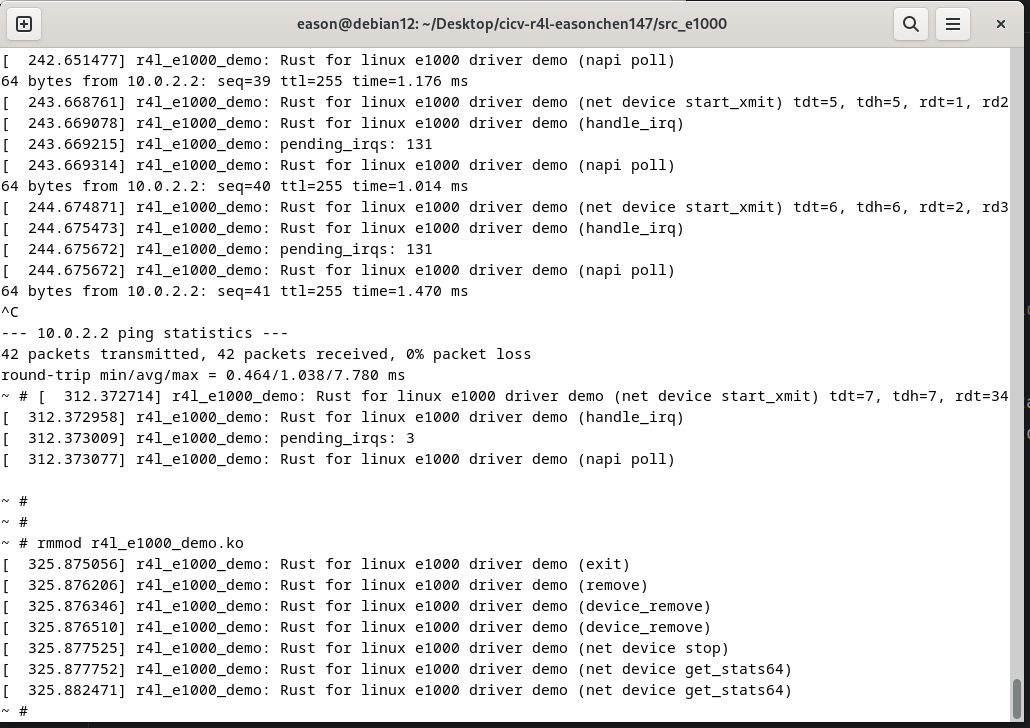 eason@debian12: ~/Desktop/cicv-r4l-easonchen147/src_e1000
[  242.651477] r4l_e1000_demo: Rust for linux e1000 driver demo (napi poll)
64 bytes from 10.0.2.2: seq=39 ttl=255 time=1.176 ms
[  243.668761] r4l_e1000_demo: Rust for linux e1000 driver demo (net device start_xmit) tdt=5, tdh=5, rdt=1, rd2
[  243.669078] r4l_e1000_demo: Rust for linux e1000 driver demo (handle_irq)
[  243.669215] r4l_e1000_demo: pending_irqs: 131
[  243.669314] r4l_e1000_demo: Rust for linux e1000 driver demo (napi poll)
64 bytes from 10.0.2.2: seq=40 ttl=255 time=1.014 ms
[  244.674871] r4l_e1000_demo: Rust for linux e1000 driver demo (net device start_xmit) tdt=6, tdh=6, rdt=2, rd3
[  244.675473] r4l_e1000_demo: Rust for linux e1000 driver demo (handle_irq)
[  244.675672] r4l_e1000_demo: pending_irqs: 131
[  244.675672] r4l_e1000_demo: Rust for linux e1000 driver demo (napi poll)
64 bytes from 10.0.2.2: seq=41 ttl=255 time=1.470 ms
^C
--- 10.0.2.2 ping statistics ---
42 packets transmitted, 42 packets received, 0% packet loss
round-trip min/avg/max = 0.464/1.038/7.780 ms
~ # [  312.372714] r4l_e1000_demo: Rust for linux e1000 driver demo (net device start_xmit) tdt=7, tdh=7, rdt=34
[  312.372958] r4l_e1000_demo: Rust for linux e1000 driver demo (handle_irq)
[  312.373009] r4l_e1000_demo: pending_irqs: 3
[  312.373077] r4l_e1000_demo: Rust for linux e1000 driver demo (napi poll)
~ #
~ #
~ # rmmod r4l_e1000_demo.ko
[  325.875056] r4l_e1000_demo: Rust for linux e1000 driver demo (exit)
[  325.876206] r4l_e1000_demo: Rust for linux e1000 driver demo (remove)
[  325.876346] r4l_e1000_demo: Rust for linux e1000 driver demo (device_remove)
[  325.876510] r4l_e1000_demo: Rust for linux e1000 driver demo (device_remove)
[  325.877525] r4l_e1000_demo: Rust for linux e1000 driver demo (net device stop)
[  325.877752] r4l_e1000_demo: Rust for linux e1000 driver demo (net device get_stats64)
[  325.882471] r4l_e1000_demo: Rust for linux e1000 driver demo (net device get_stats64)
~ #